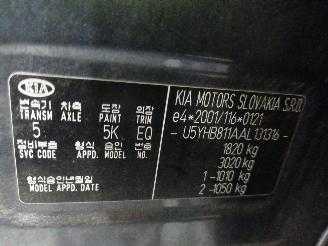 KIA
변속기 차축 도장 외장
TRANSM AXLE PAINT TRIM
5 5K EQ
정비부호 형식 승인 번호
SVC CODE APPD. MODEL NO.
형식승인년월일
MODEL APPD. DATE
KIA MOTORS SLOVAKIA S.R.O.
e4*2001/116*0121
- U5YHB811AAL131316 -
1820 kg
3020 kg
1 -1010 kg
2 -1050 kg